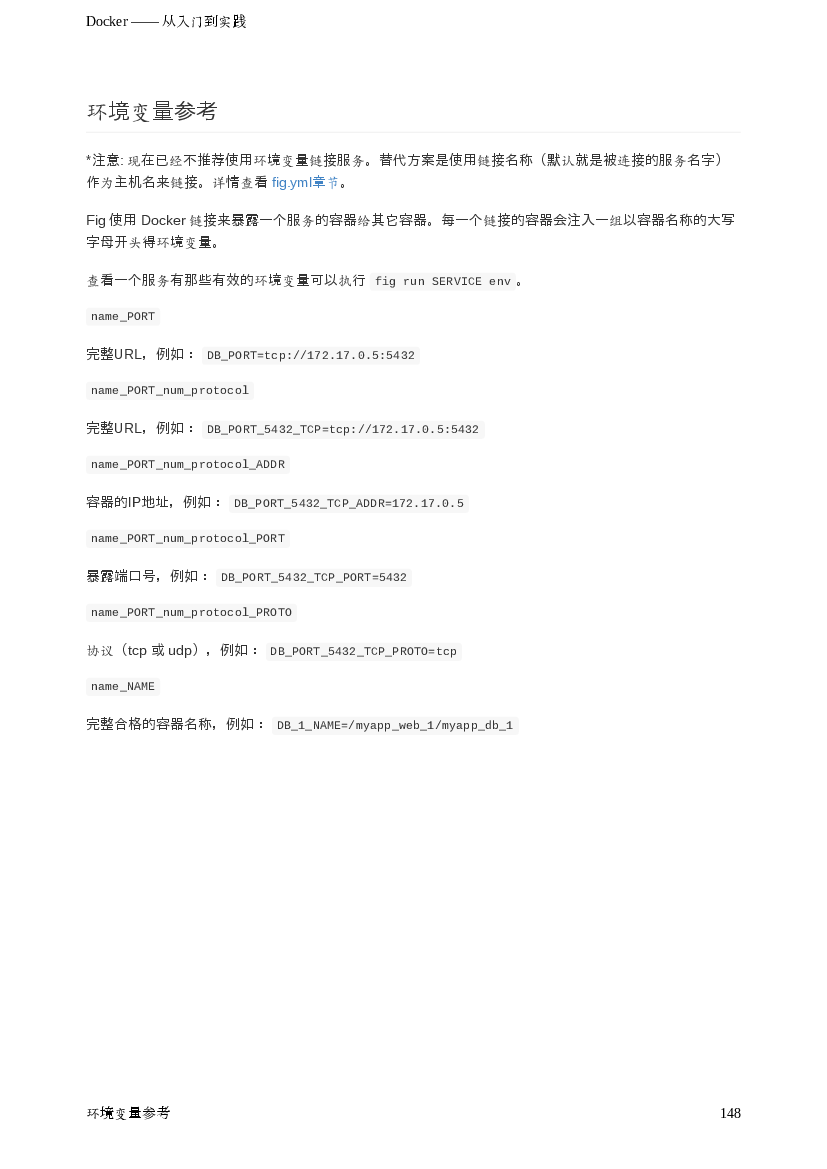 Docker —— 从入门到实践
环境变量参考
*注意: 现在已经不推荐使用环境变量链接服务。替代方案是使用链接名称（默认就是被连接的服务名字）
作为主机名来链接。详情查看 fig.yml章节。
Fig 使用 Docker 链接来暴露一个服务的容器给其它容器。每一个链接的容器会注入一组以容器名称的大写
字母开头得环境变量。
查看一个服务有那些有效的环境变量可以执行 fig run SERVICE env 。
name_PORT
完整URL，例如： DB_PORT=tcp://172.17.0.5:5432
name_PORT_num_protocol
完整URL，例如： DB_PORT_5432_TCP=tcp://172.17.0.5:5432
name_PORT_num_protocol_ADDR
容器的IP地址，例如： DB_PORT_5432_TCP_ADDR=172.17.0.5
name_PORT_num_protocol_PORT
暴露端口号，例如： DB_PORT_5432_TCP_PORT=5432
name_PORT_num_protocol_PROTO
协议（tcp 或 udp），例如： DB_PORT_5432_TCP_PROTO=tcp
name_NAME
完整合格的容器名称，例如： DB_1_NAME=/myapp_web_1/myapp_db_1
环境变量参考 148